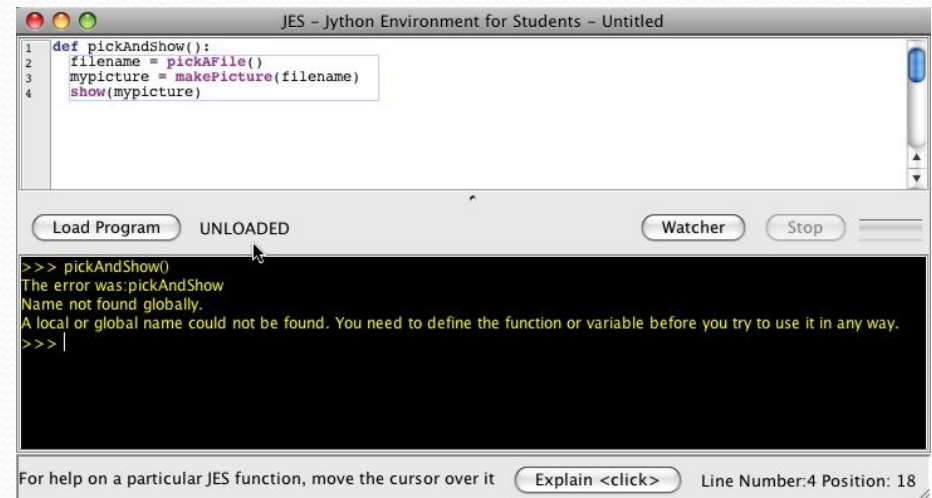 JES – Jython Environment for Students – Untitled
1 def pickAndShow():
2   filename = pickAFile()
3   mypicture = makePicture(filename)
4   show(mypicture)
Load Program UNLOADED Watcher Stop
>>> pickAndShow()
The error was:pickAndShow
Name not found globally.
A local or global name could not be found. You need to define the function or variable before you try to use it in any way.
>>>
For help on a particular JES function, move the cursor over it Explain <click> Line Number:4 Position: 18